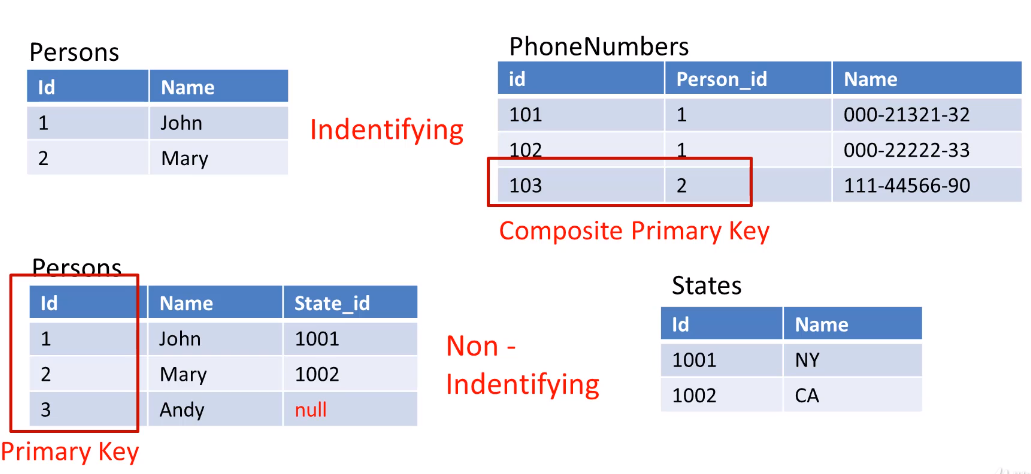 Persons
Id Name
1 John
2 Mary
Indentifying
PhoneNumbers
id Person_id Name
101 1 000-21321-32
102 1 000-22222-33
103 2 111-44566-90
Composite Primary Key
Persons
Id Name State_id
1 John 1001
2 Mary 1002
3 Andy null
Primary Key
Non -
Indentifying
States
Id Name
1001 NY
1002 CA